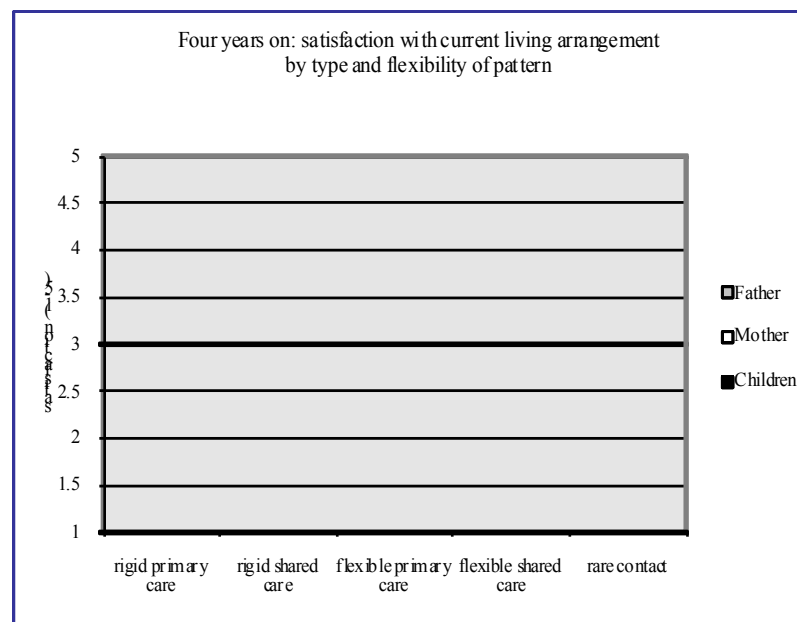 Four years on: satisfaction with current living arrangement
by type and flexibility of pattern
5
4.5
4
3.5
3
2.5
2
1.5
1
rigid primary care
rigid shared care
flexible primary care
flexible shared care
rare contact
Father
Mother
Children